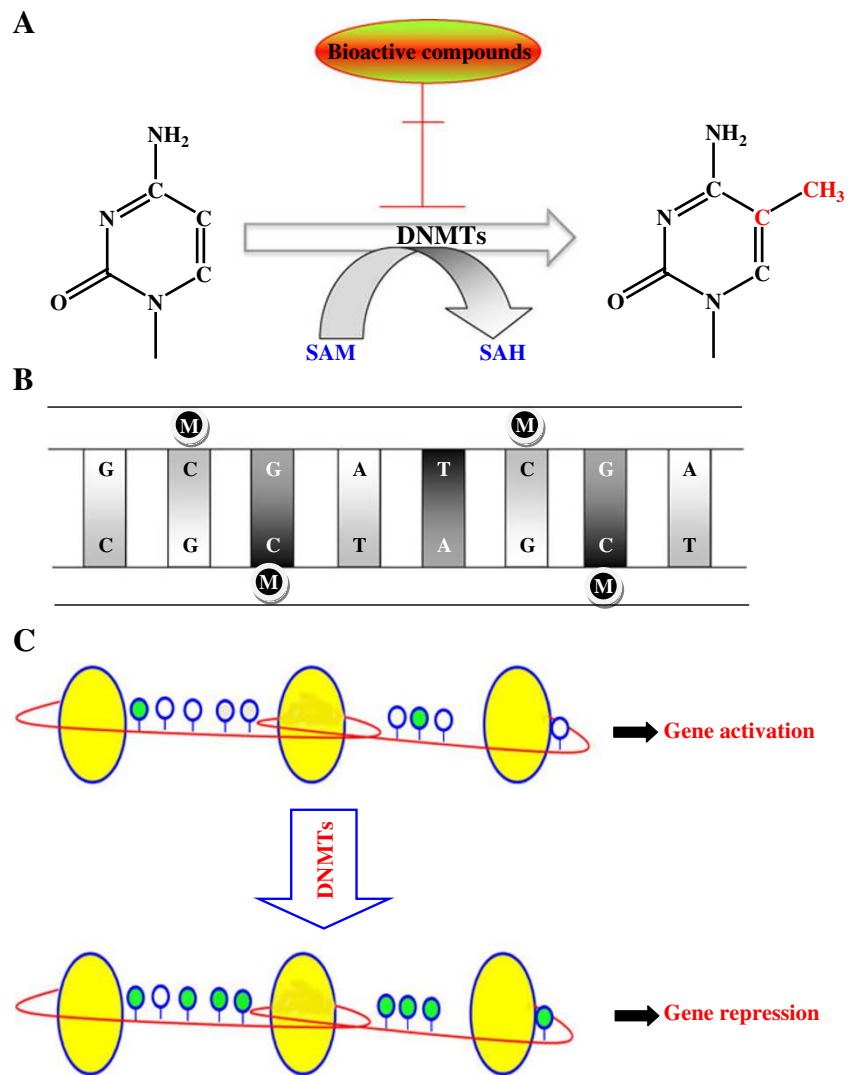 A
Bioactive compounds
NH2
NH2
C
C
CH3
N
C
N
C
DNMTs
C
C
O
N
O
N
SAM
SAH
B
M
M
G C G A T C G A
C G C T A G C T
M
M
C
Gene activation
DNMTs
Gene repression